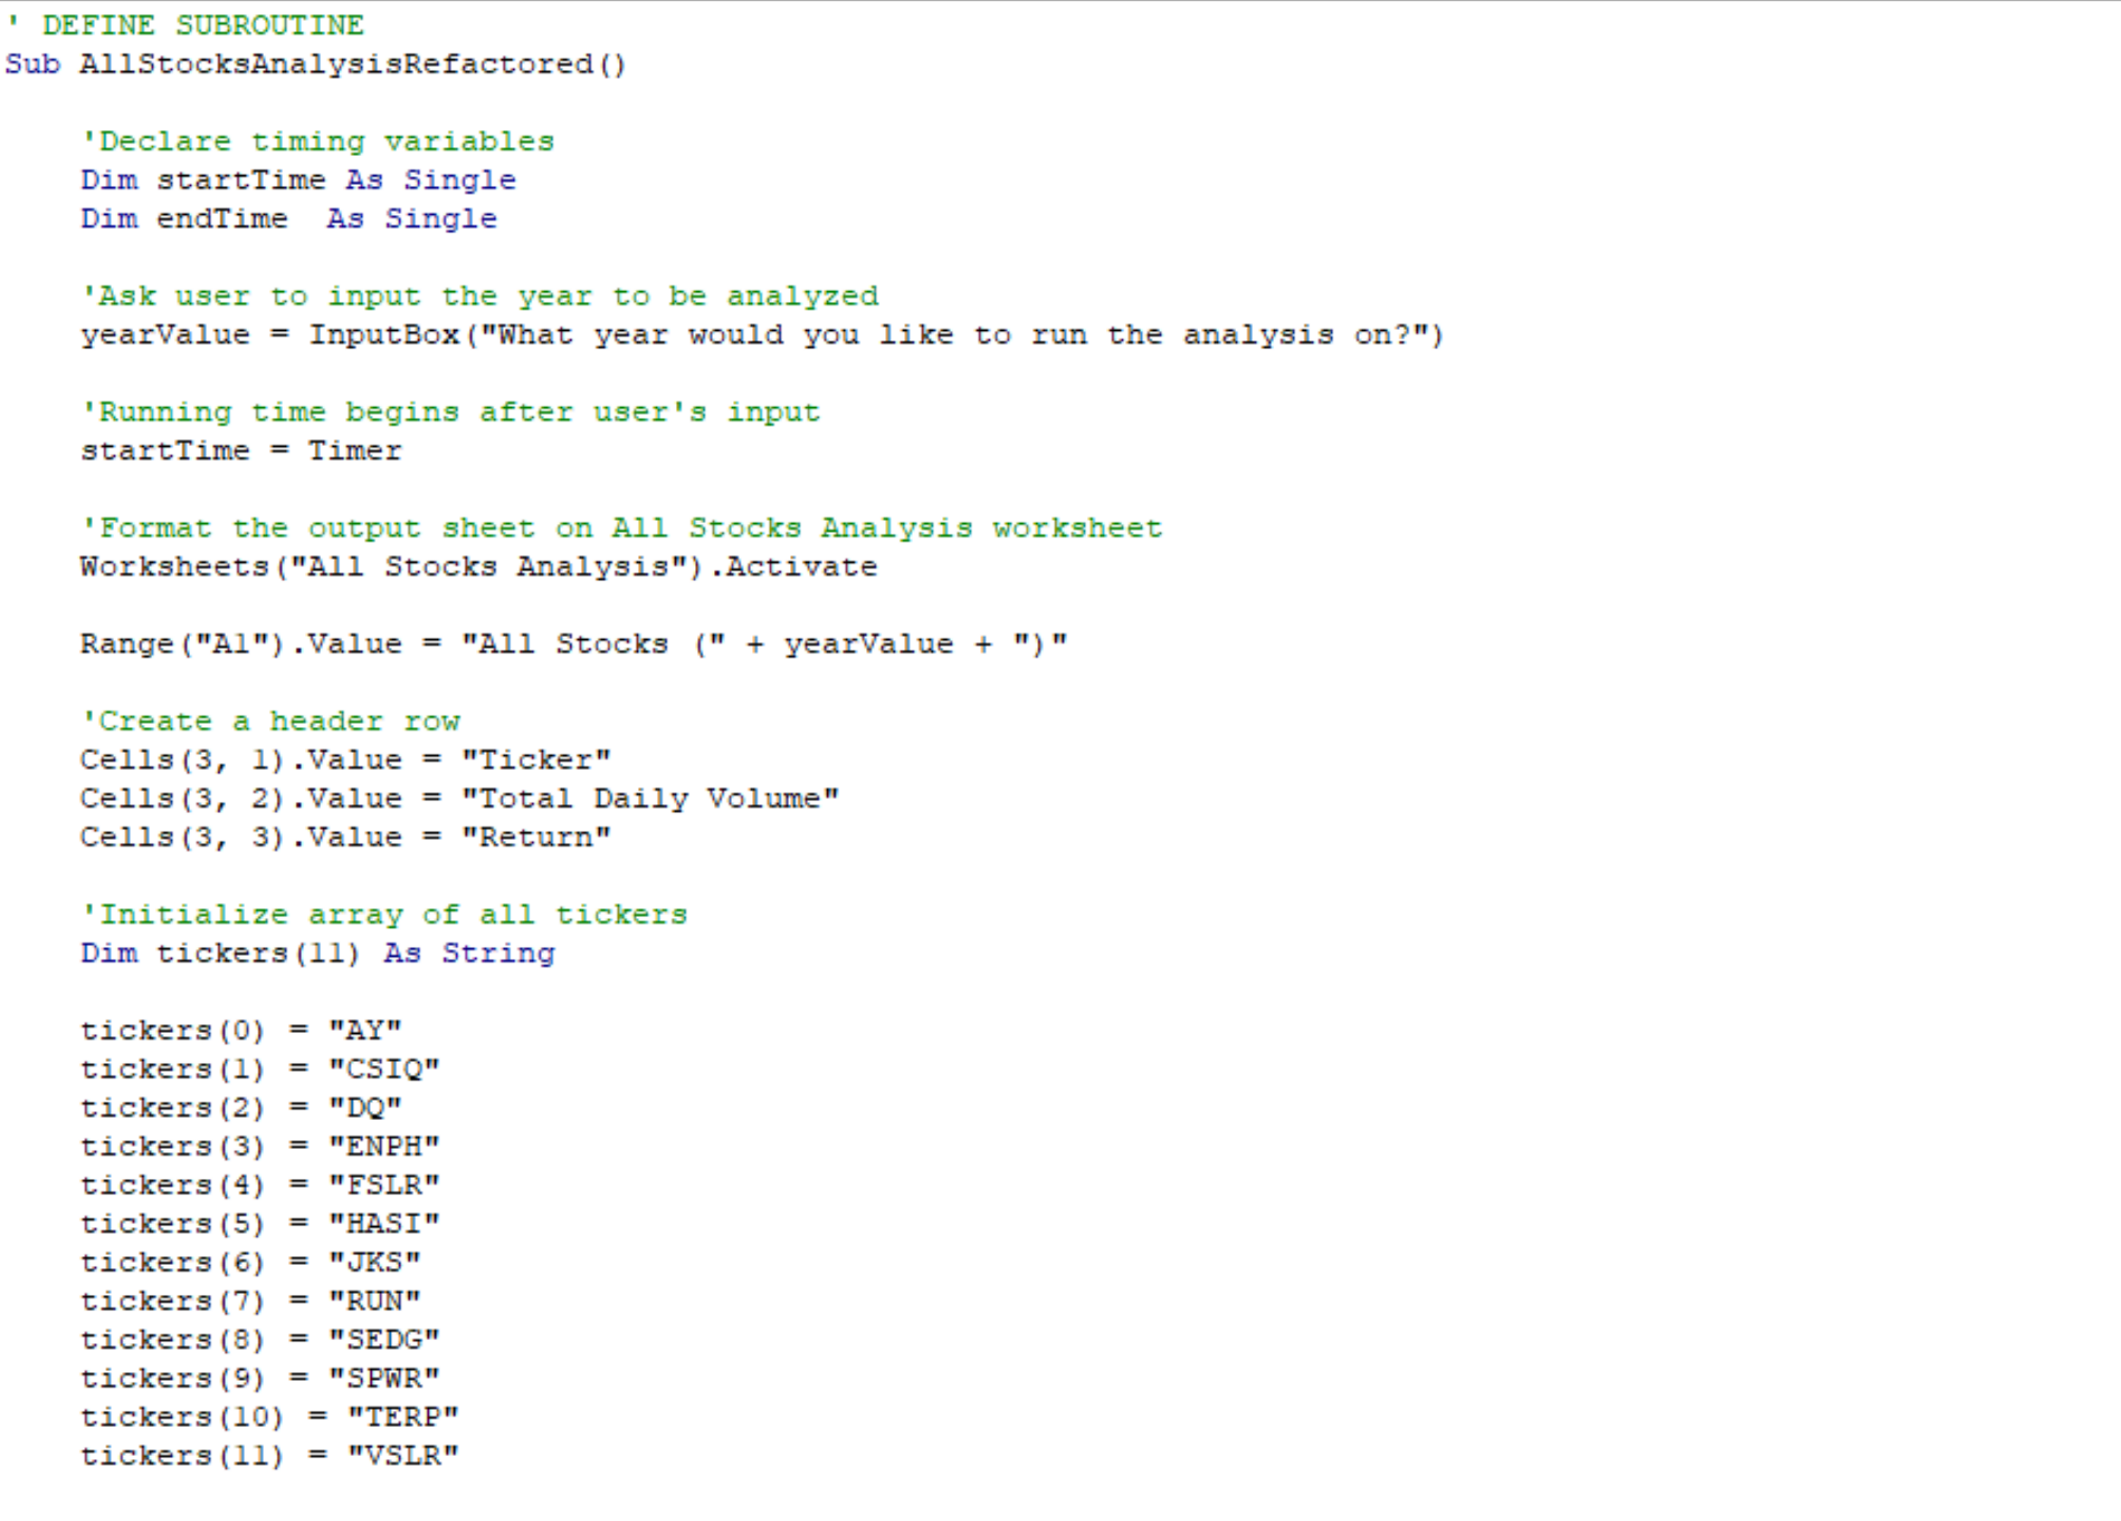 ' DEFINE SUBROUTINE
Sub AllStocksAnalysisRefactored()
'Declare timing variables
Dim startTime As Single
Dim endTime  As Single
'Ask user to input the year to be analyzed
yearValue = InputBox("What year would you like to run the analysis on?")
'Running time begins after user's input
startTime = Timer
'Format the output sheet on All Stocks Analysis worksheet
Worksheets("All Stocks Analysis").Activate
Range("A1").Value = "All Stocks (" + yearValue + ")"
'Create a header row
Cells(3, 1).Value = "Ticker"
Cells(3, 2).Value = "Total Daily Volume"
Cells(3, 3).Value = "Return"
'Initialize array of all tickers
Dim tickers(11) As String
tickers(0) = "AY"
tickers(1) = "CSIQ"
tickers(2) = "DQ"
tickers(3) = "ENPH"
tickers(4) = "FSLR"
tickers(5) = "HASI"
tickers(6) = "JKS"
tickers(7) = "RUN"
tickers(8) = "SEDG"
tickers(9) = "SPWR"
tickers(10) = "TERP"
tickers(11) = "VSLR"